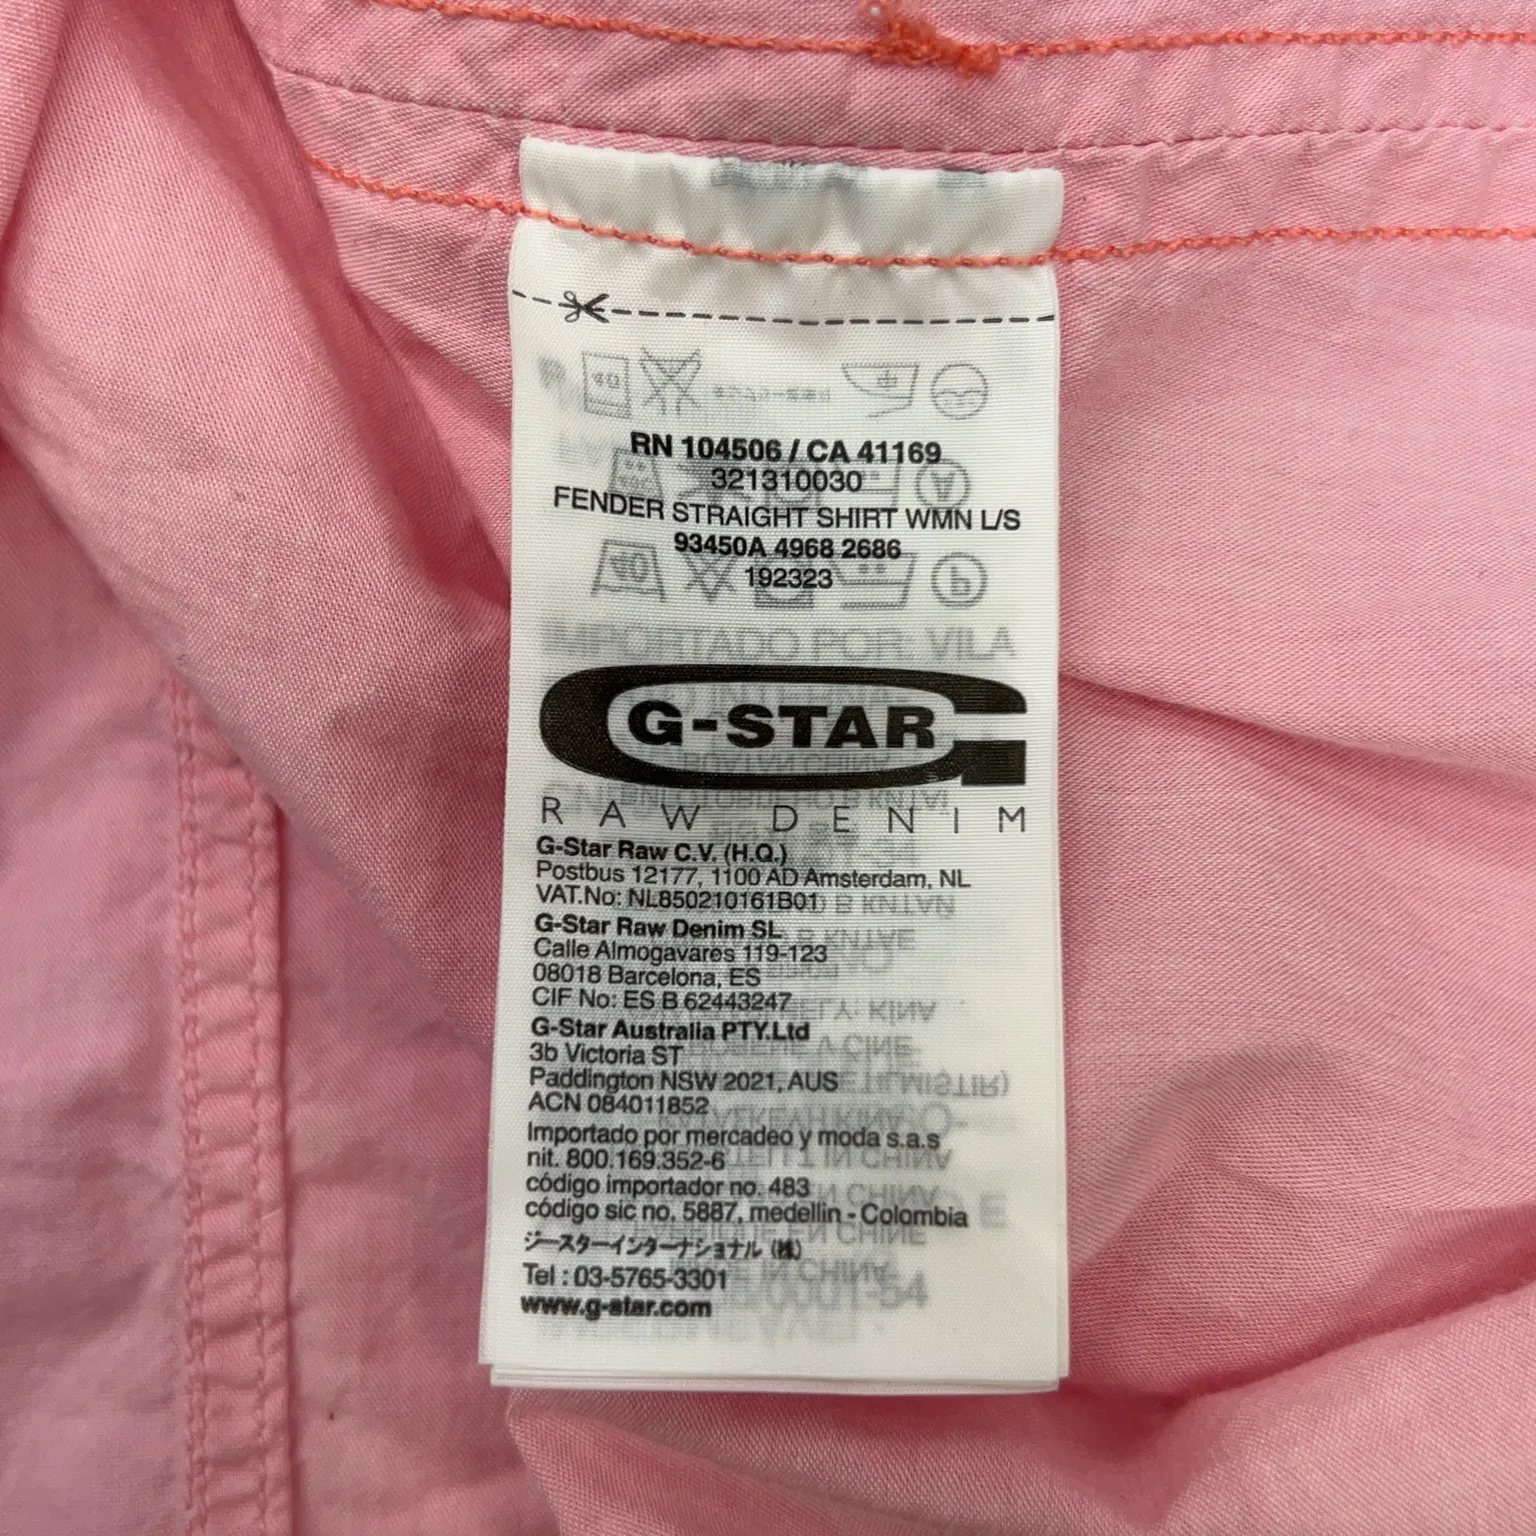 RN 104506 / CA 41169
321310030
FENDER STRAIGHT SHIRT WMN L/S
93450A 4968 2686
192323
G-STAR
RAW DENIM
G-Star Raw C.V. (H.Q.)
Postbus 12177, 1100 AD Amsterdam, NL
VAT.No: NL850210161B01
G-Star Raw Denim SL
Calle Almogavares 119-123
08018 Barcelona, ES
CIF No: ES B 62443247
G-Star Australia PTY.Ltd
3b Victoria ST
Paddington NSW 2021, AUS
ACN 084011852
Importado por mercadeo y moda s.a.s
nit. 800.169.352-6
código importador no. 483
código sic no. 5887, medellin - Colombia
ジースターインターナショナル (株)
Tel : 03-5765-3301
www.g-star.com